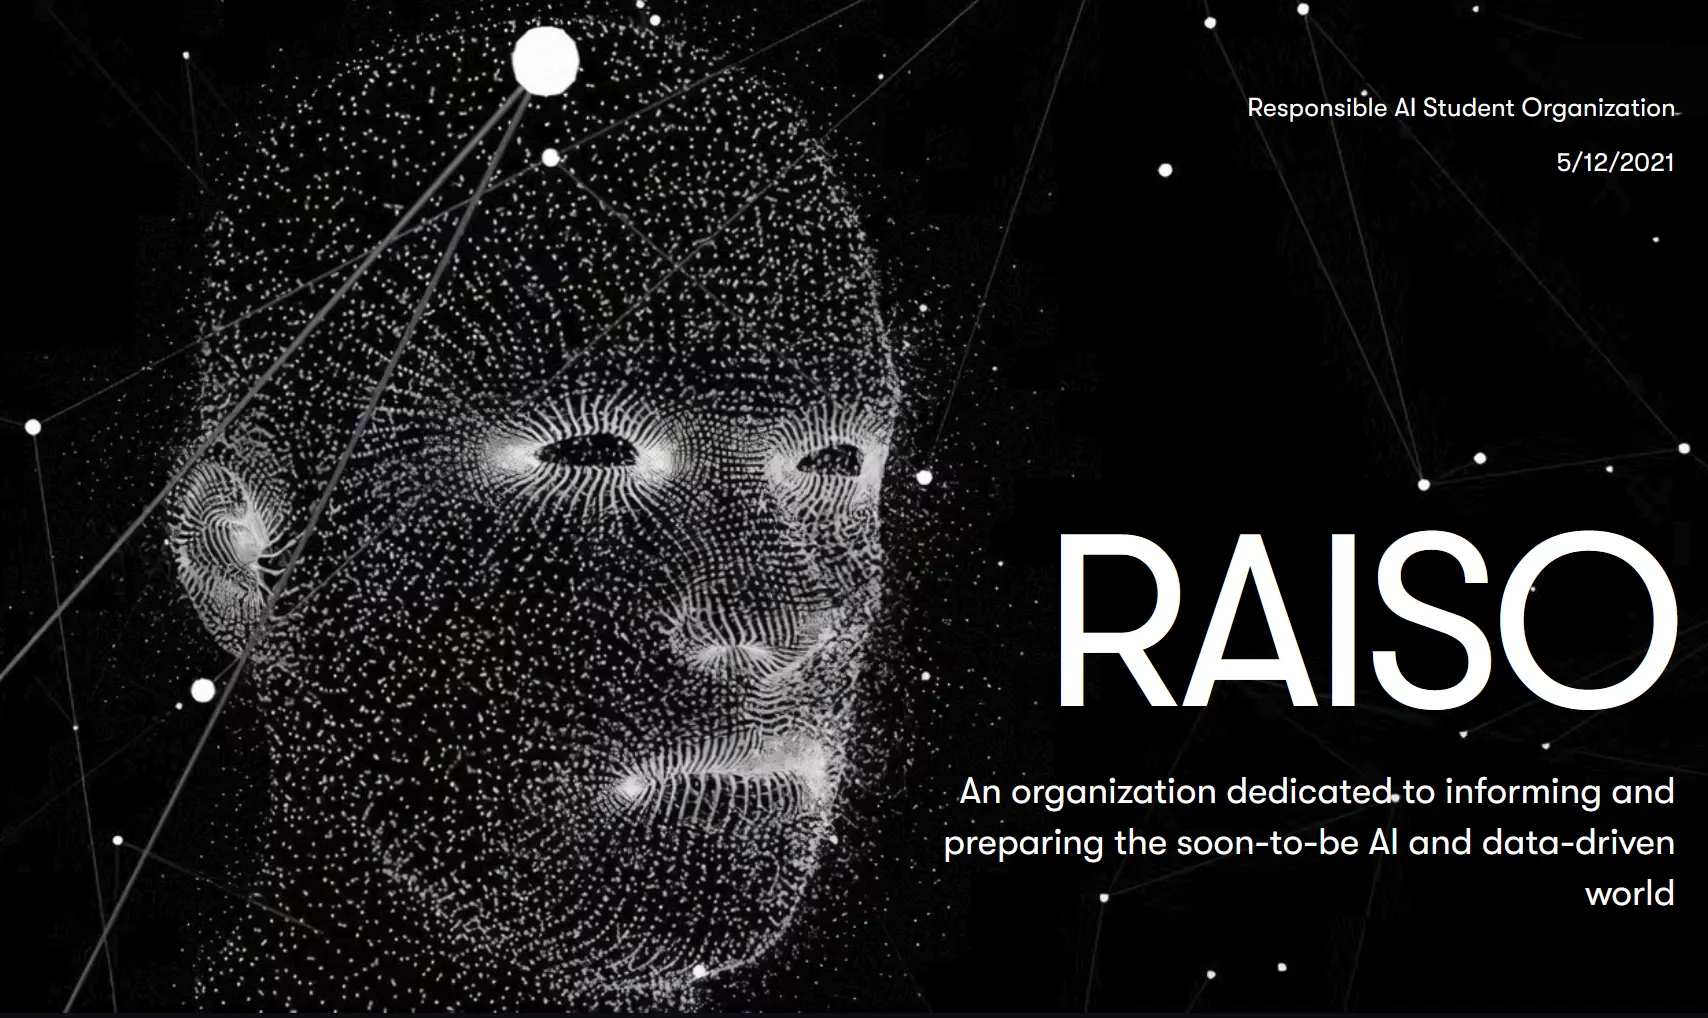 Responsible AI Student Organization
5/12/2021
RAISO
An organization dedicated to informing and
preparing the soon-to-be AI and data-driven
world